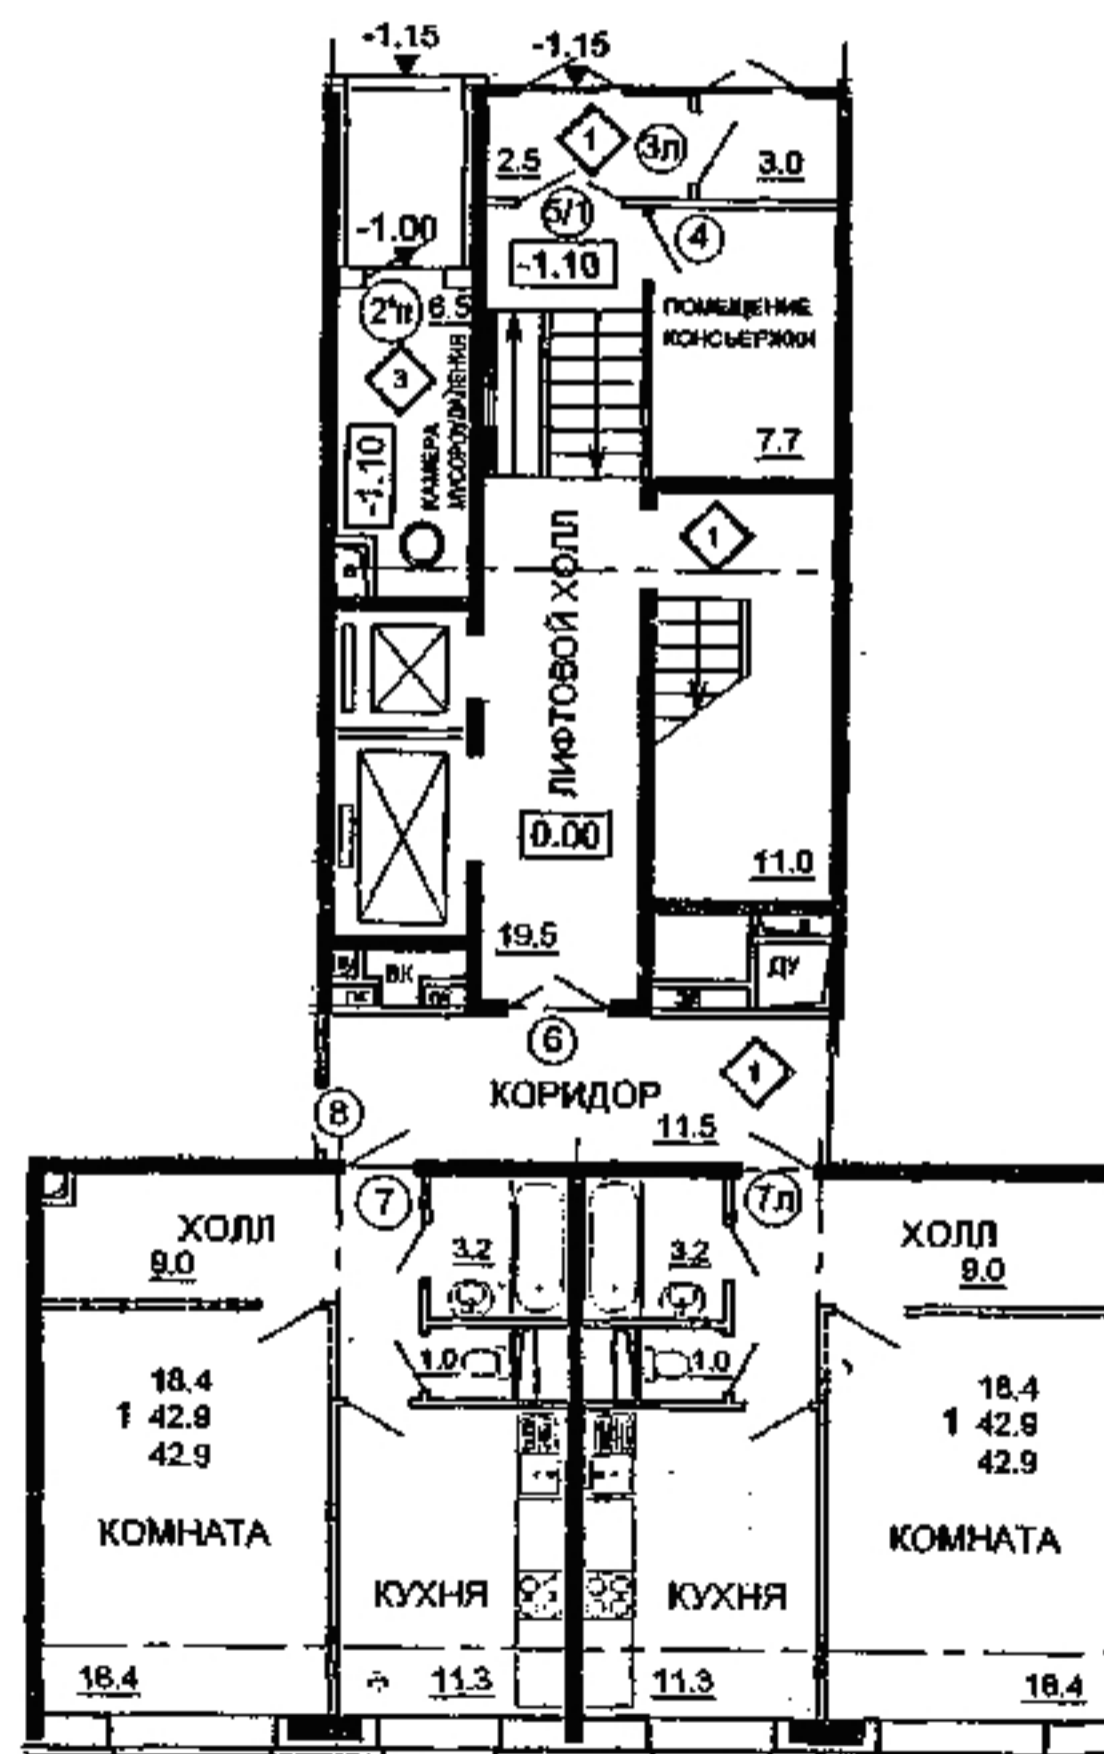 -1.15
-1.15
1
3л
2.5
3.0
5/1
4
-1.00
-1.10
6.5
ПОМЕЩЕНИЕ
КОНСЬЕРЖКИ
3
КАМЕРА
МУСОРОУДАЛЕНИЯ
-1.10
7.7
1
ЛИФТОВОЙ ХОЛЛ
0.00
11.0
19.5
ВК
ДУ
6
КОРИДОР
1
11.5
8
7
7л
ХОЛЛ
9.0
3.2
3.2
ХОЛЛ
9.0
1.0
1.0
18.4
1 42.9
42.9
18.4
1 42.9
42.9
КОМНАТА
КУХНЯ
КУХНЯ
КОМНАТА
18.4
11.3
11.3
18.4